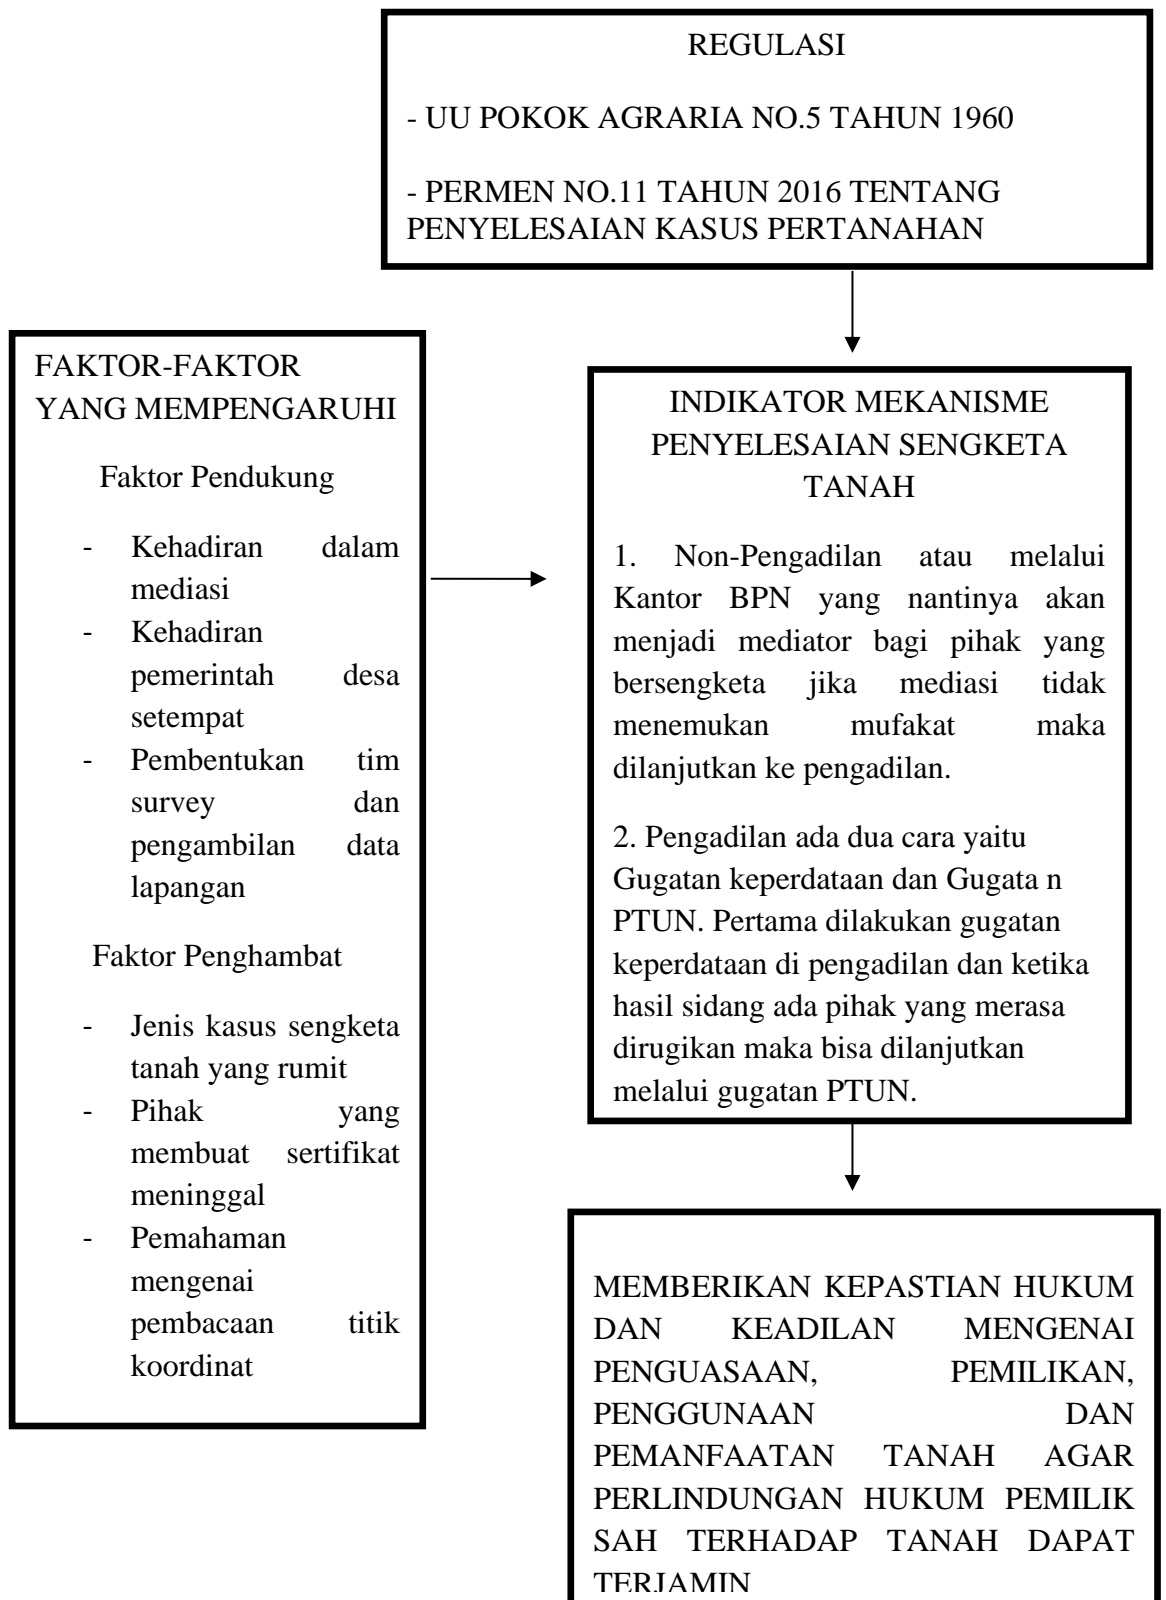 REGULASI
- UU POKOK AGRARIA NO.5 TAHUN 1960
- PERMEN NO.11 TAHUN 2016 TENTANG
PENYELESAIAN KASUS PERTANAHAN
FAKTOR-FAKTOR
YANG MEMPENGARUHI
Faktor Pendukung
- Kehadiran dalam
mediasi
- Kehadiran
pemerintah desa
setempat
- Pembentukan tim
survey dan
pengambilan data
lapangan
Faktor Penghambat
- Jenis kasus sengketa
tanah yang rumit
- Pihak yang
membuat sertifikat
meninggal
- Pemahaman
mengenai
pembacaan titik
koordinat
INDIKATOR MEKANISME
PENYELESAIAN SENGKETA
TANAH
1. Non-Pengadilan atau melalui
Kantor BPN yang nantinya akan
menjadi mediator bagi pihak yang
bersengketa jika mediasi tidak
menemukan mufakat maka
dilanjutkan ke pengadilan.
2. Pengadilan ada dua cara yaitu
Gugatan keperdataan dan Gugata n
PTUN. Pertama dilakukan gugatan
keperdataan di pengadilan dan ketika
hasil sidang ada pihak yang merasa
dirugikan maka bisa dilanjutkan
melalui gugatan PTUN.
MEMBERIKAN KEPASTIAN HUKUM
DAN KEADILAN MENGENAI
PENGUASAAN, PEMILIKAN,
PENGGUNAAN DAN
PEMANFAATAN TANAH AGAR
PERLINDUNGAN HUKUM PEMILIK
SAH TERHADAP TANAH DAPAT
TERJAMIN